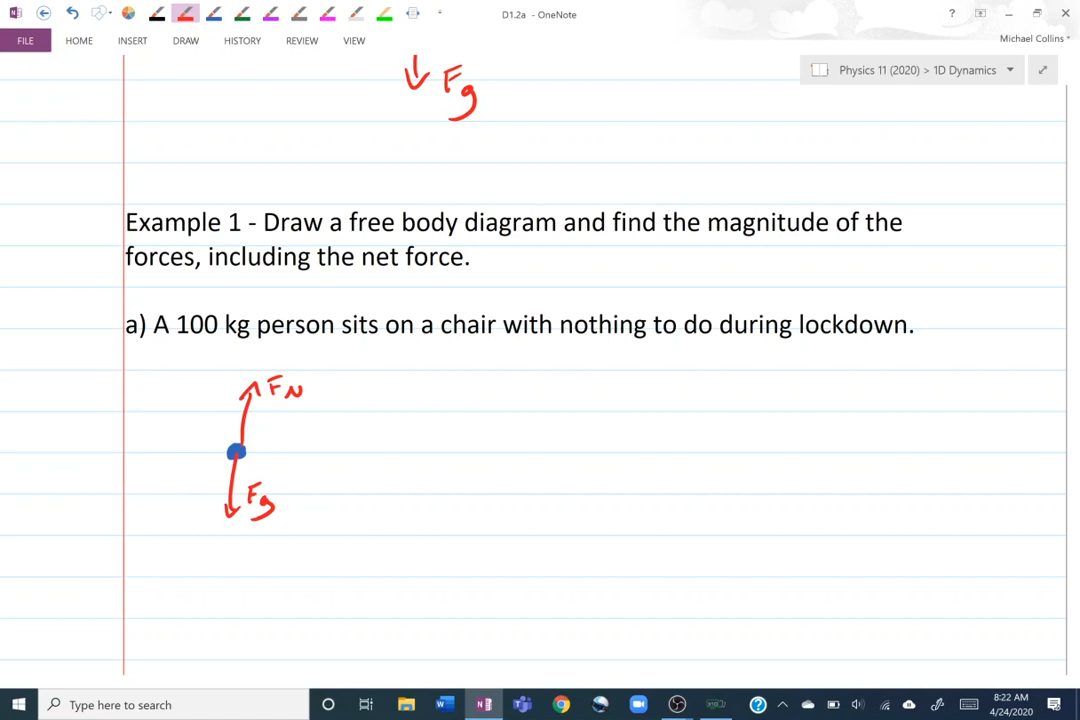 D1.2a - OneNote
?
FILE HOME INSERT DRAW HISTORY REVIEW VIEW
Michael Collins
Physics 11 (2020) > 1D Dynamics
Fg
Example 1 - Draw a free body diagram and find the magnitude of the
forces, including the net force.
a) A 100 kg person sits on a chair with nothing to do during lockdown.
FN
Fg
Type here to search
8:22 AM
4/24/2020